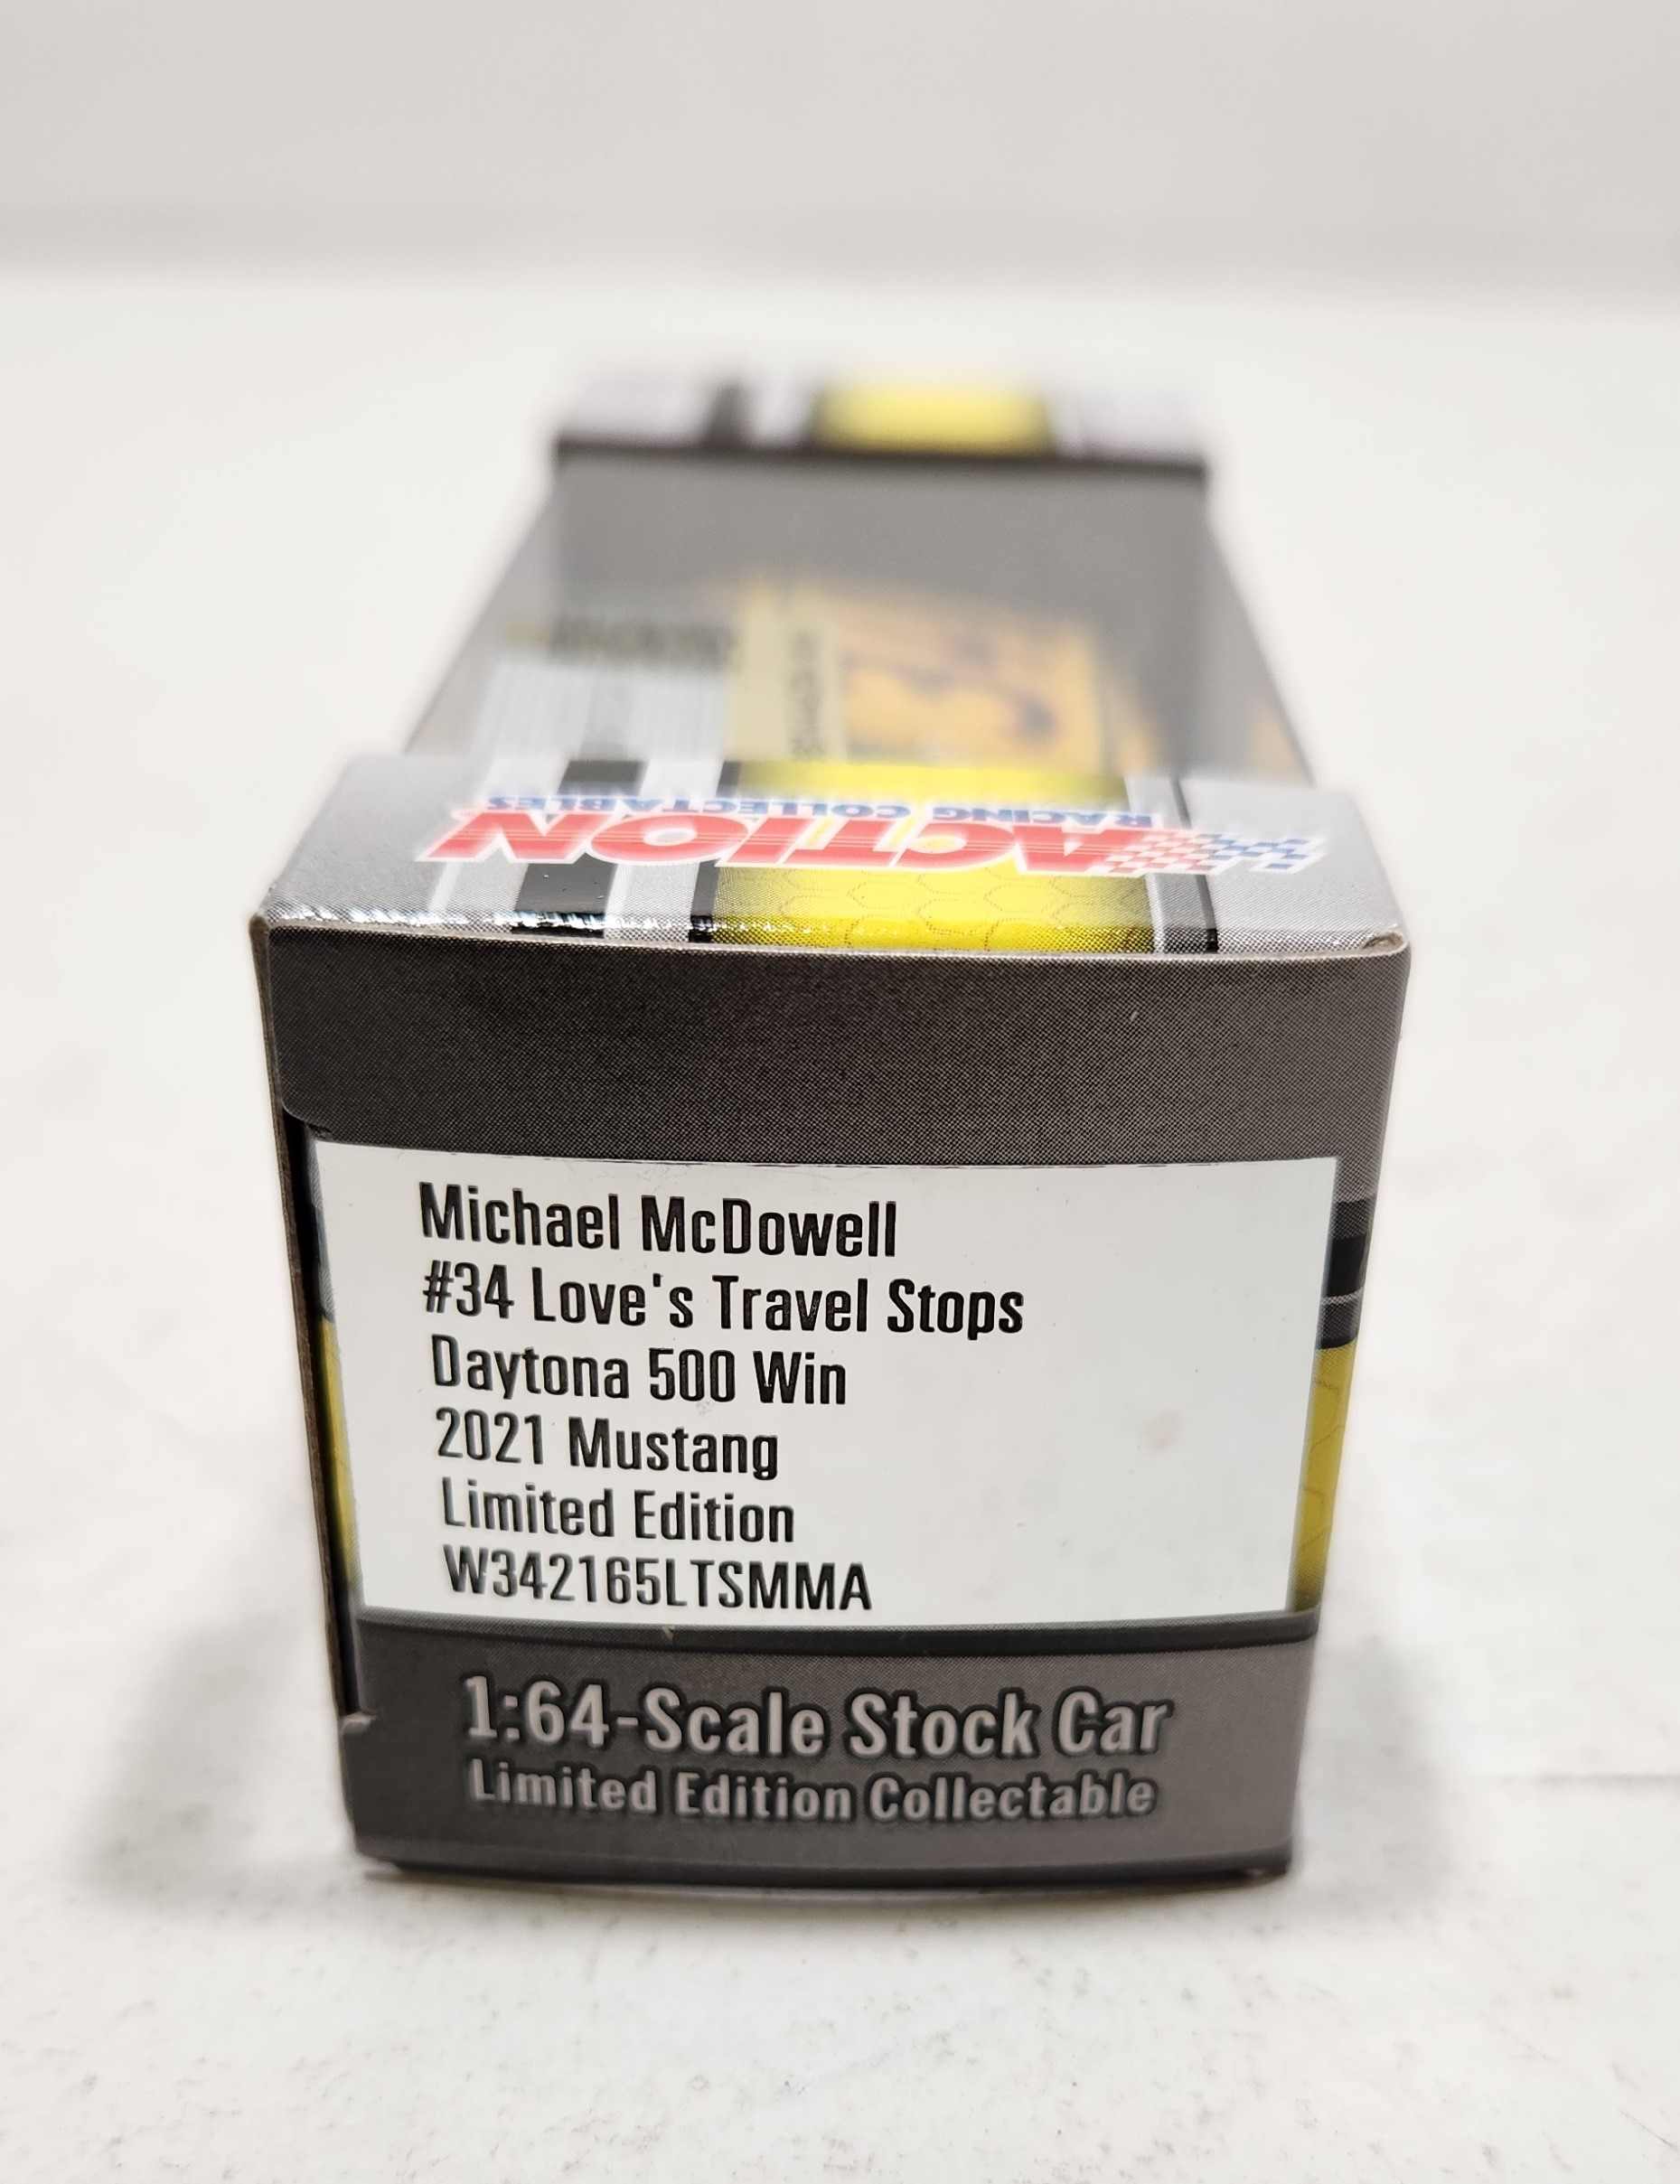 ACTION
RACING COLLECTABLES
Michael McDowell
#34 Love's Travel Stops
Daytona 500 Win
2021 Mustang
Limited Edition
W342165LTSMMA
1:64-Scale Stock Car
Limited Edition Collectable